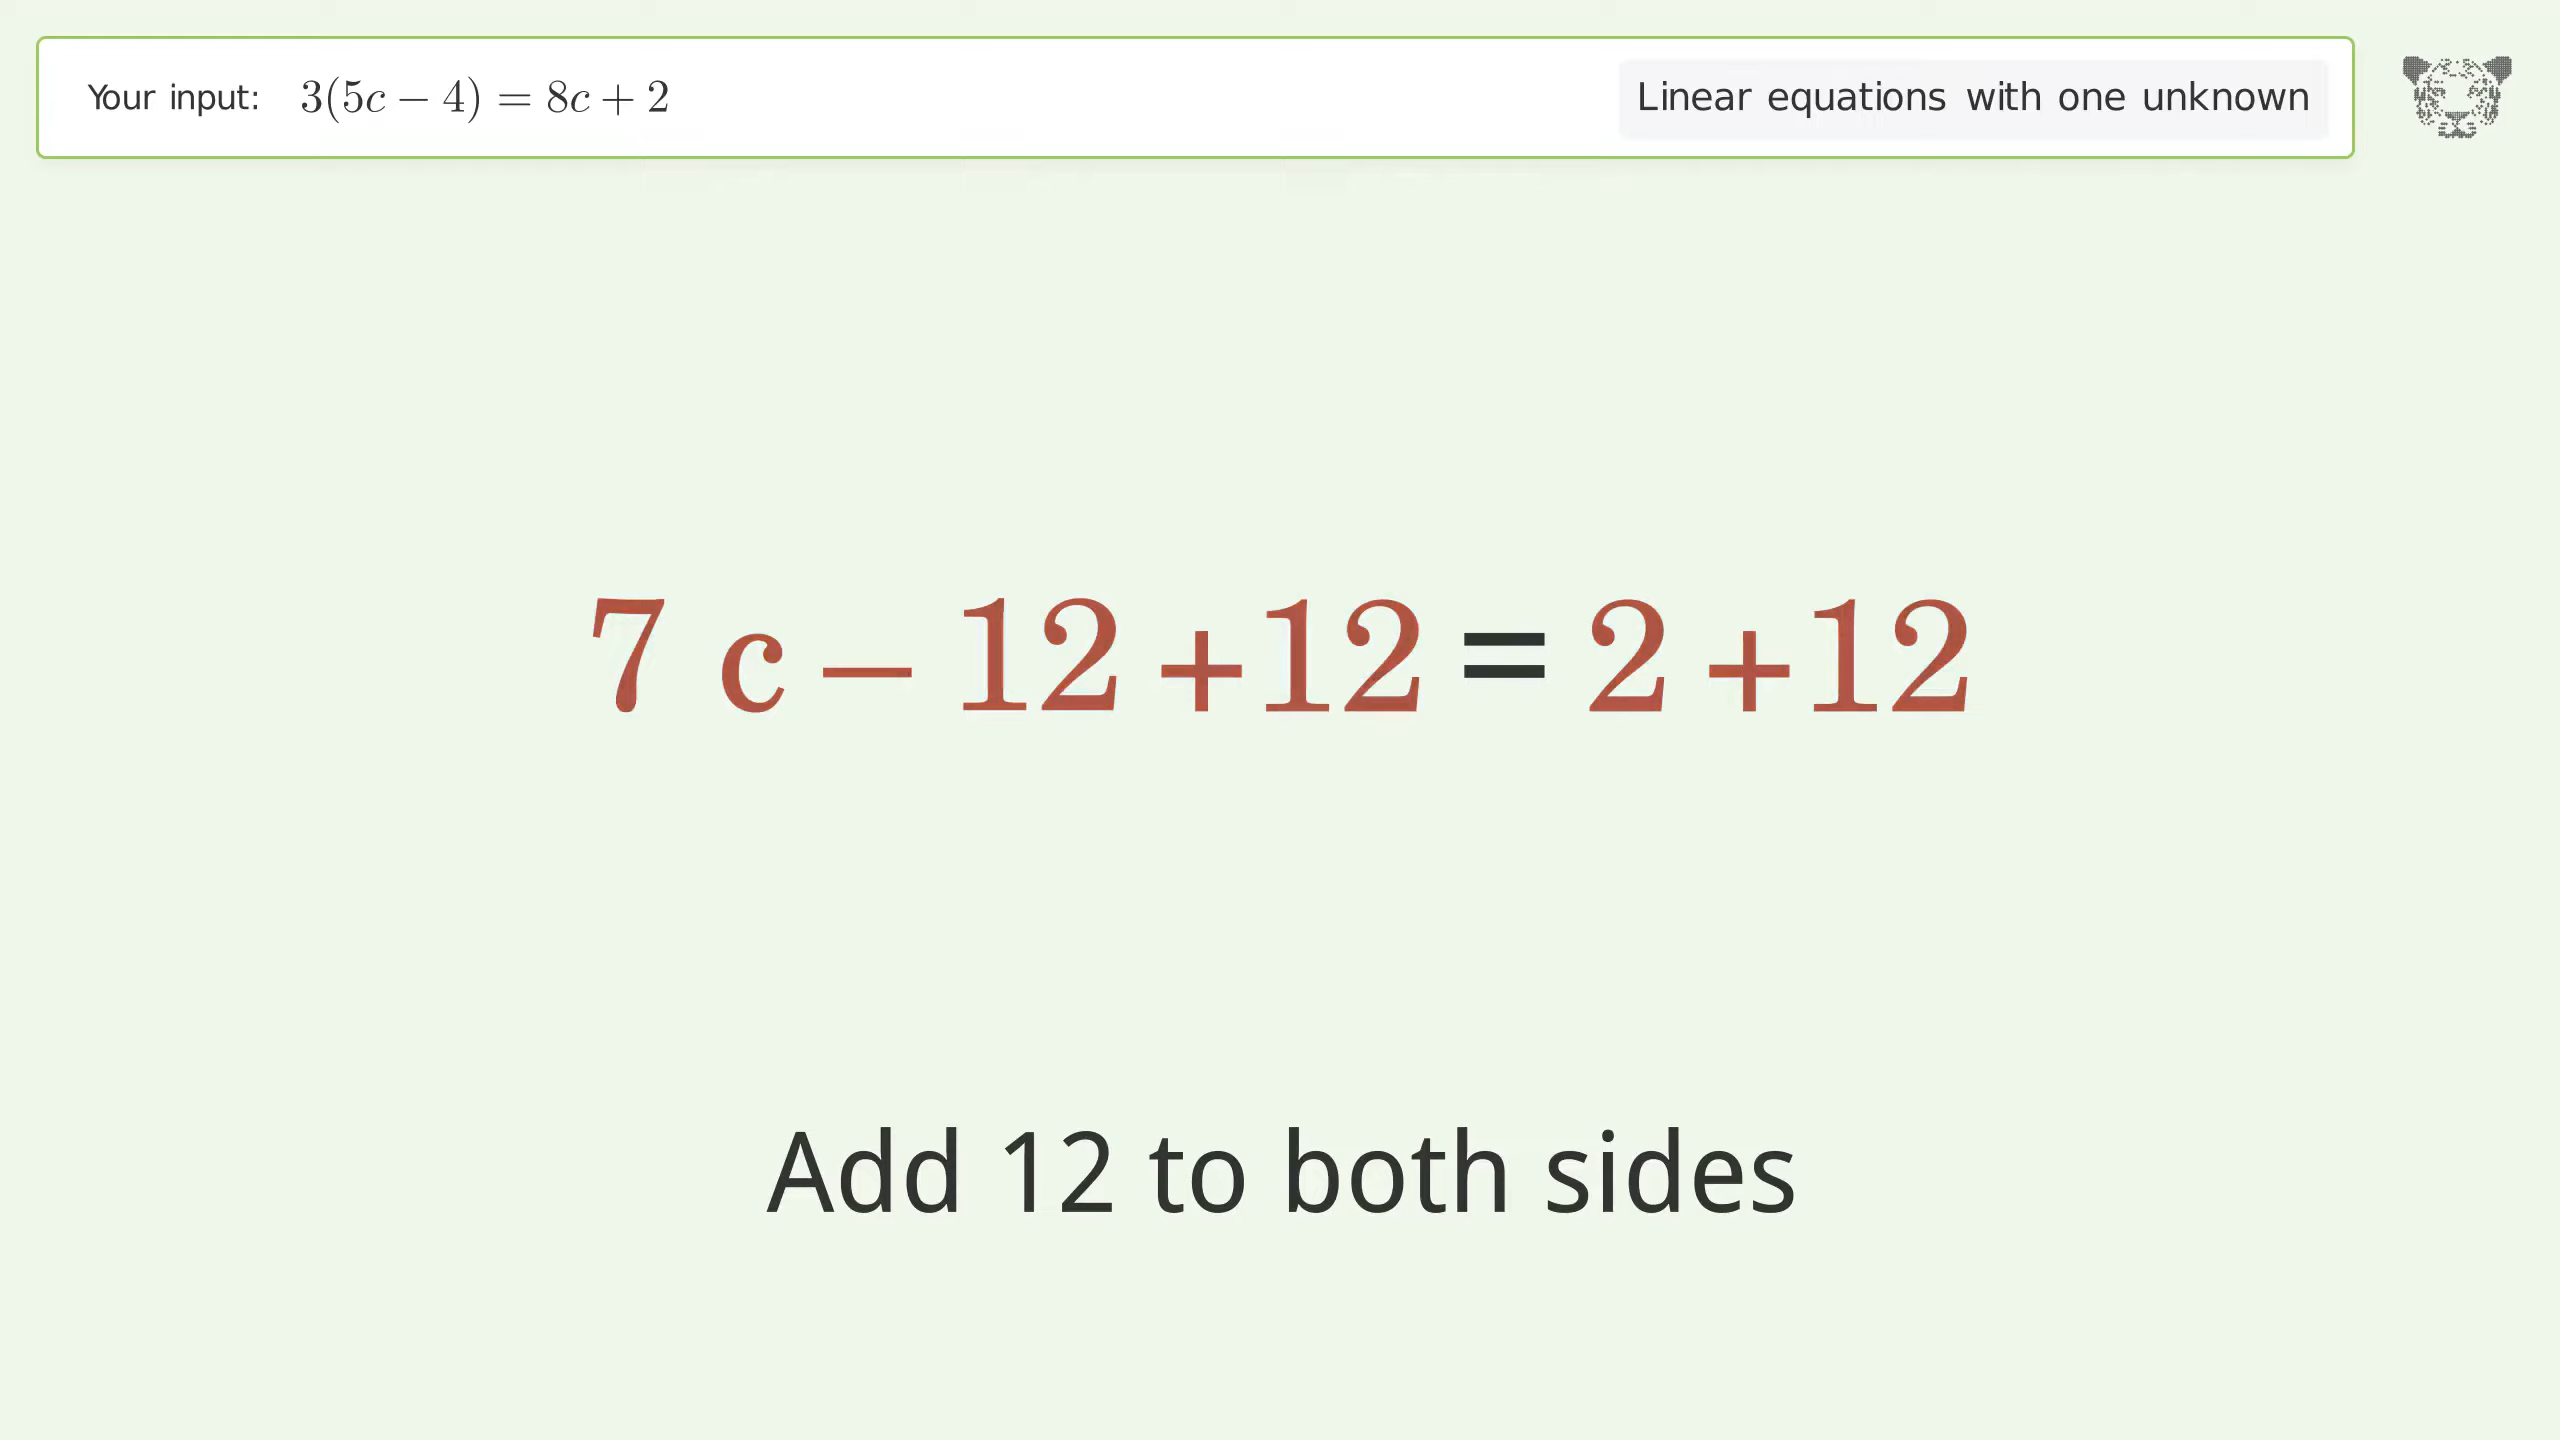 Your input: 3(5c − 4) = 8c + 2
Linear equations with one unknown
7 c − 12 +12 = 2 +12
Add 12 to both sides